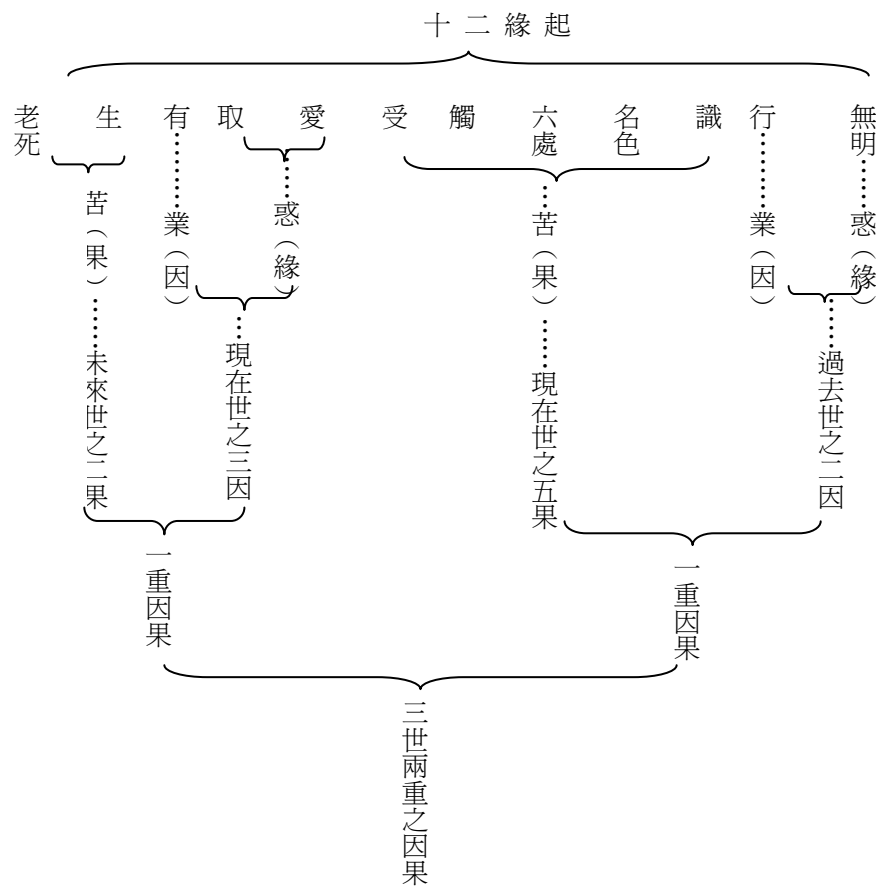 十二緣起
無明……惑（緣）
行……業（因）
……過去世之二因
識
名色
六處
觸
受
……苦（果）……現在世之五果
一重因果
愛
取
……惑（緣）
有……業（因）
……現在世之三因
生
老死
苦（果）……未來世之二果
一重因果
三世兩重之因果